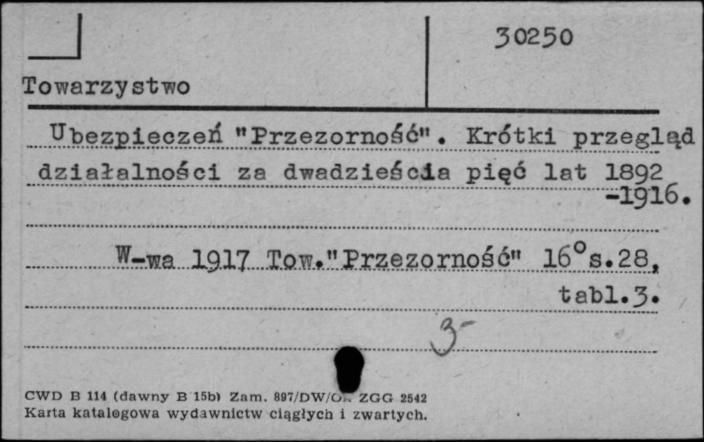 30250
Towarzystwo
Ubezpieczeń "Przezorność". Krótki przegląd
działalności za dwadzieścia pięć lat 1892
-1916.
W-wa 1917 Tow."Przezorność" 16°s.28,
tabl.3.
3-
CWD B 114 (dawny B 15b) Zam. 897/DW/ ZGG 2542
Karta katalogowa wydawnictw ciągłych i zwartych.